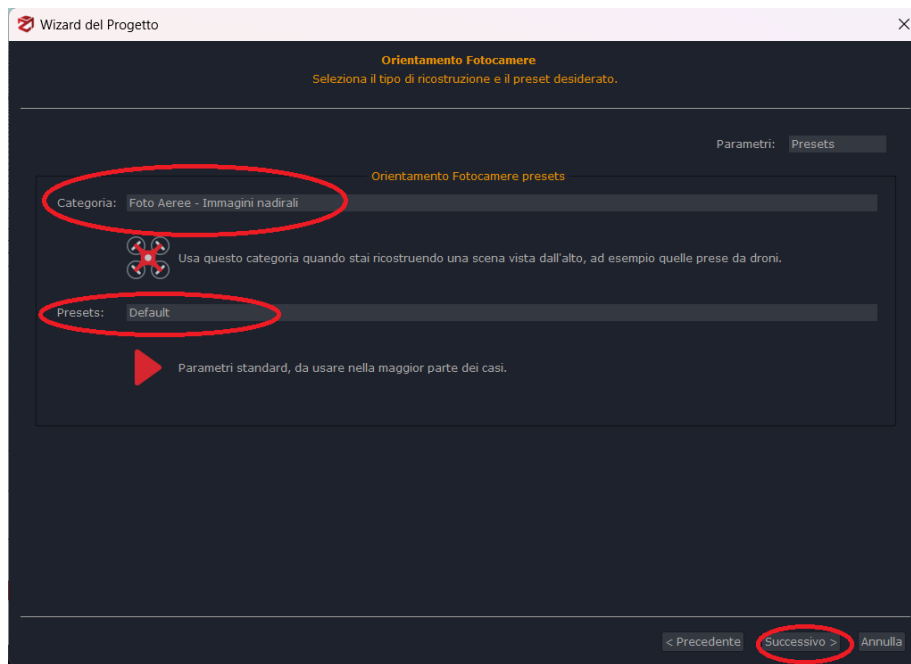 Wizard del Progetto
Orientamento Fotocamere
Seleziona il tipo di ricostruzione e il preset desiderato.
Parametri: Presets
Orientamento Fotocamere presets
Categoria: Foto Aeree - Immagini nadirali
Usa questo categoria quando stai ricostruendo una scena vista dall'alto, ad esempio quelle prese da droni.
Presets: Default
Parametri standard, da usare nella maggior parte dei casi.
< Precedente Successivo > Annulla